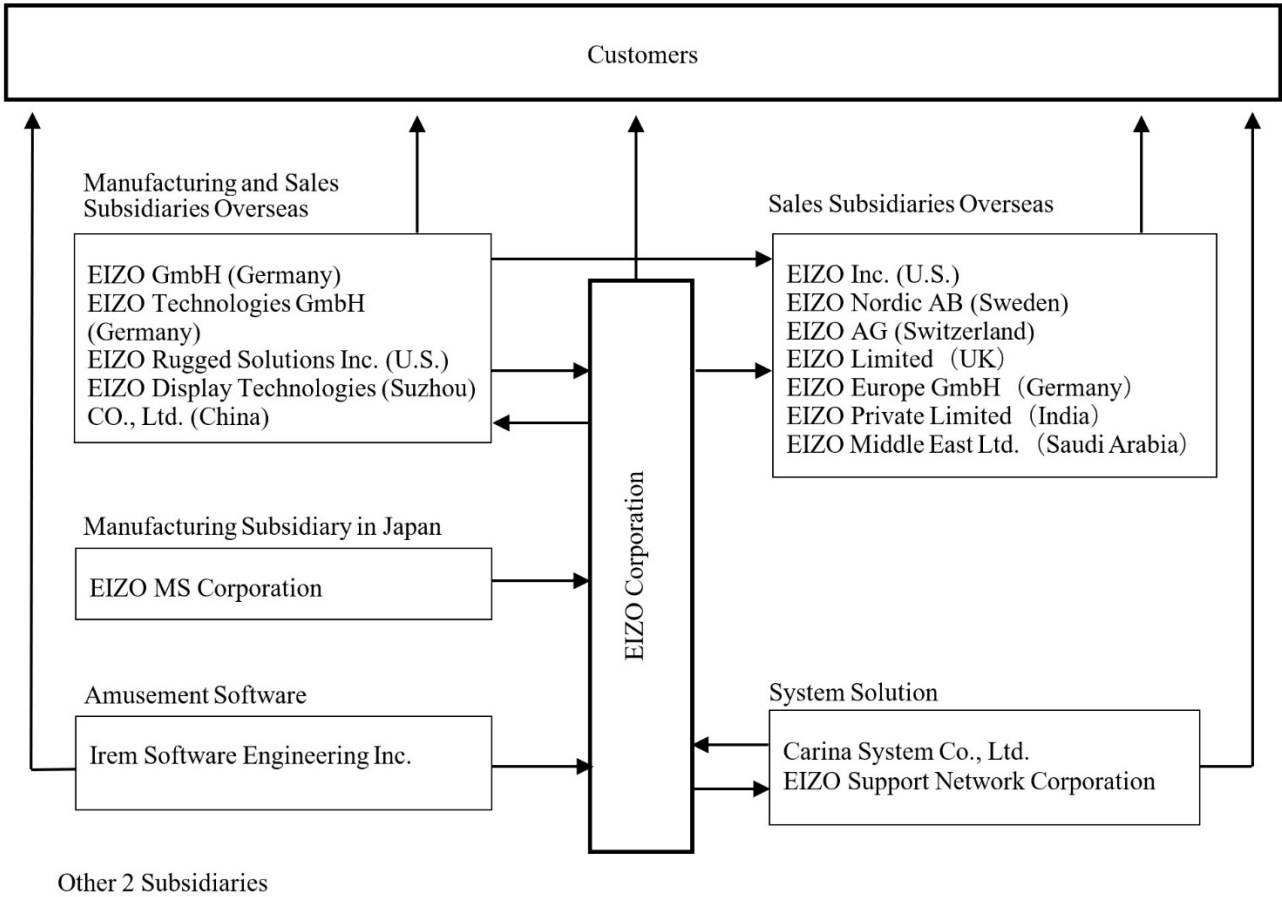 Customers
Manufacturing and Sales
Subsidiaries Overseas
EIZO GmbH (Germany)
EIZO Technologies GmbH
(Germany)
EIZO Rugged Solutions Inc. (U.S.)
EIZO Display Technologies (Suzhou)
CO., Ltd. (China)
Sales Subsidiaries Overseas
EIZO Inc. (U.S.)
EIZO Nordic AB (Sweden)
EIZO AG (Switzerland)
EIZO Limited（UK）
EIZO Europe GmbH（Germany）
EIZO Private Limited（India）
EIZO Middle East Ltd.（Saudi Arabia）
EIZO Corporation
Manufacturing Subsidiary in Japan
EIZO MS Corporation
Amusement Software
Irem Software Engineering Inc.
System Solution
Carina System Co., Ltd.
EIZO Support Network Corporation
Other 2 Subsidiaries